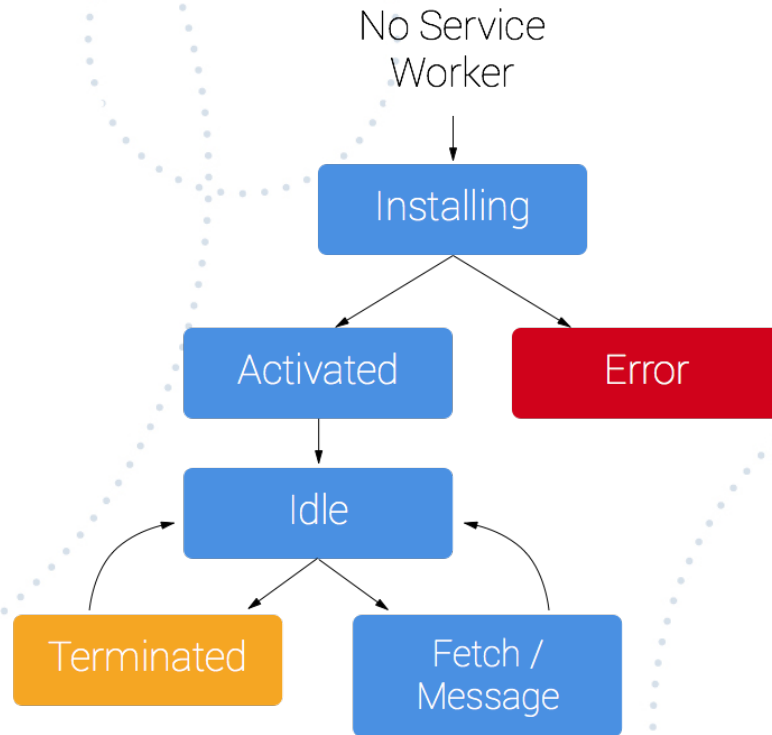 No Service
Worker
Installing
Activated
Error
Idle
Terminated
Fetch /
Message